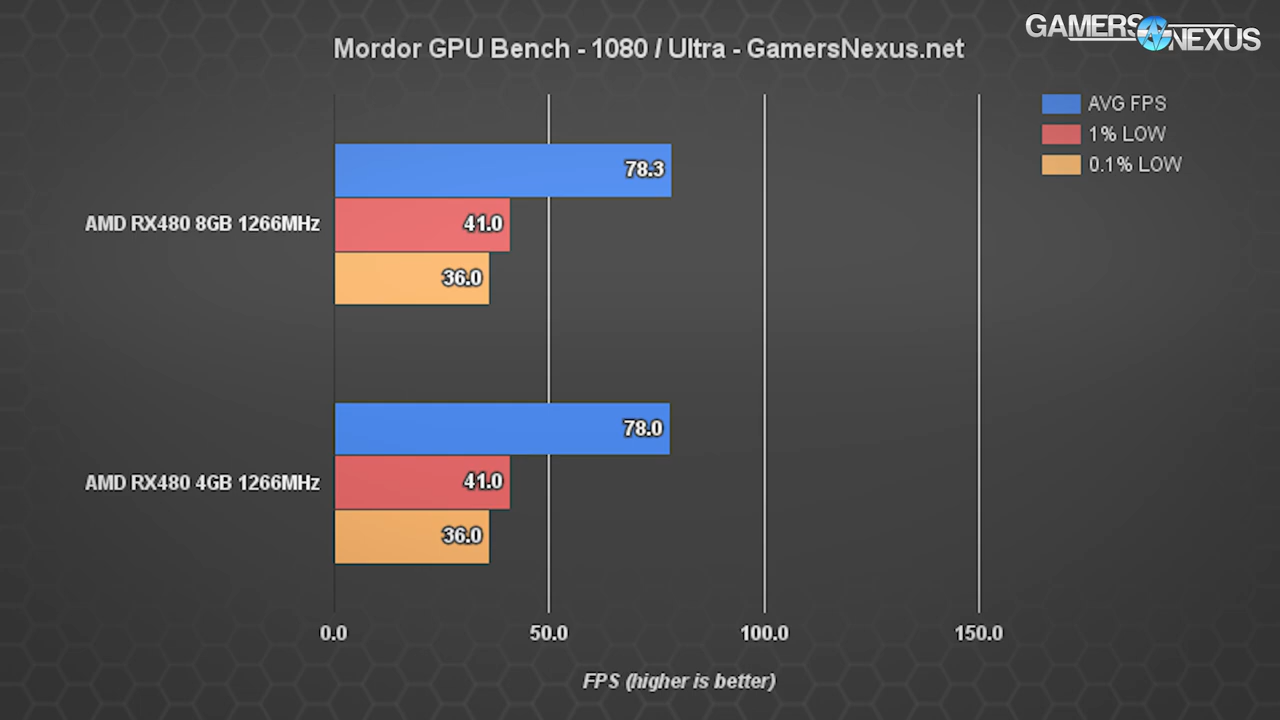 GAMERS NEXUS
Mordor GPU Bench - 1080 / Ultra - GamersNexus.net
AVG FPS
1% LOW
0.1% LOW
AMD RX480 8GB 1266MHz
78.3
41.0
36.0
AMD RX480 4GB 1266MHz
78.0
41.0
36.0
0.0 50.0 100.0 150.0
FPS (higher is better)